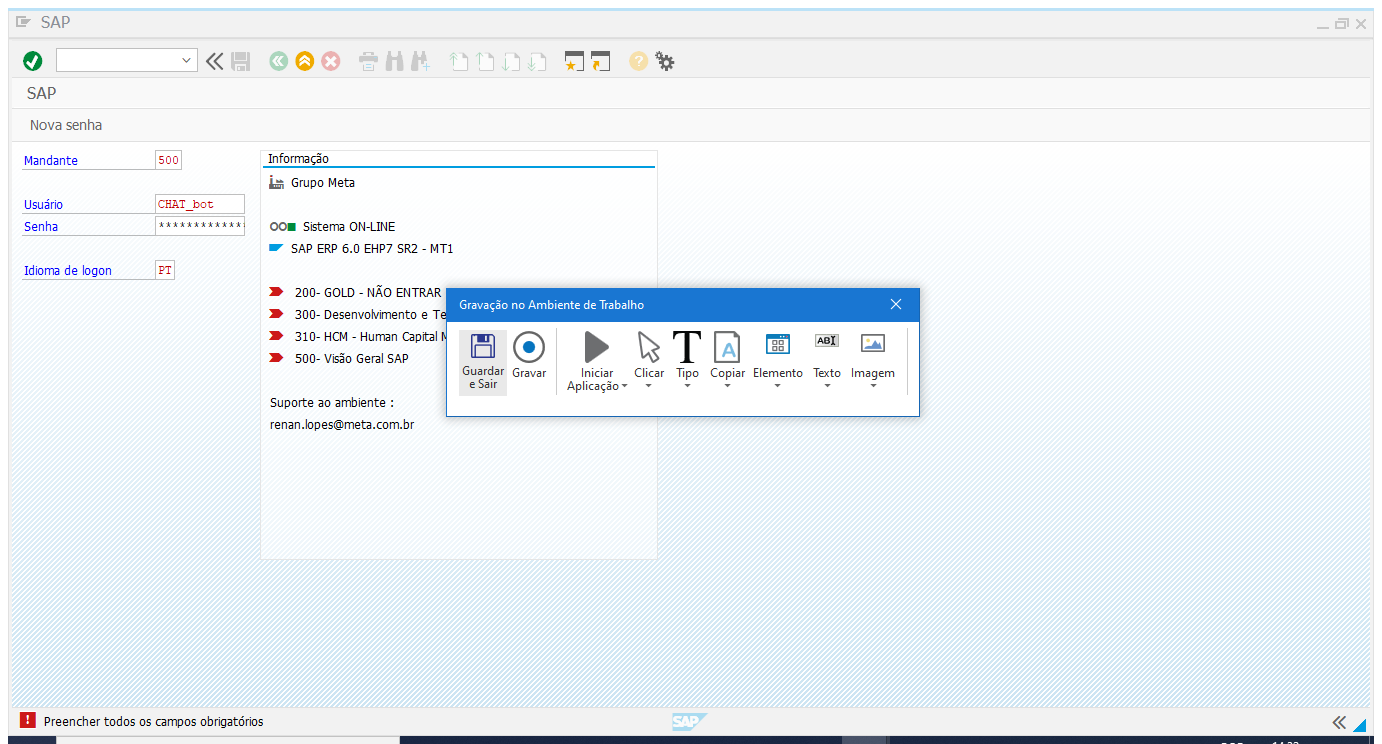 SAP
SAP
Nova senha
Mandante 500
Usuário CHAT_bot
Senha *************
Idioma de logon PT
Informação
Grupo Meta
Sistema ON-LINE
SAP ERP 6.0 EHP7 SR2 - MT1
200- GOLD - NÃO ENTRAR
300- Desenvolvimento e Te
310- HCM - Human Capital M
500- Visão Geral SAP
Suporte ao ambiente :
renan.lopes@meta.com.br
Gravação no Ambiente de Trabalho
Guardar e Sair
Gravar
Iniciar Aplicação
Clicar
T
Tipo
A
Copiar
Elemento
ABI
Texto
Imagem
! Preencher todos os campos obrigatórios
SAP